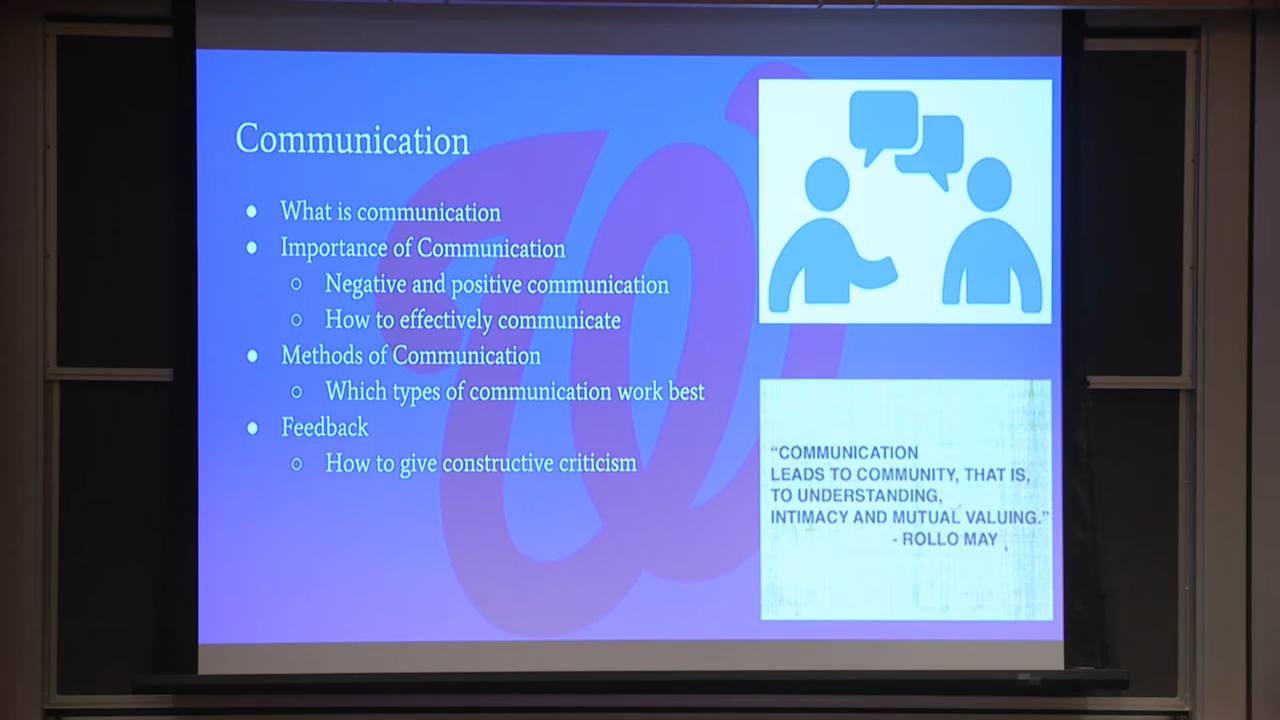 Communication
● What is communication
● Importance of Communication
○ Negative and positive communication
○ How to effectively communicate
● Methods of Communication
○ Which types of communication work best
● Feedback
○ How to give constructive criticism
“COMMUNICATION
LEADS TO COMMUNITY, THAT IS,
TO UNDERSTANDING,
INTIMACY AND MUTUAL VALUING.”
- ROLLO MAY